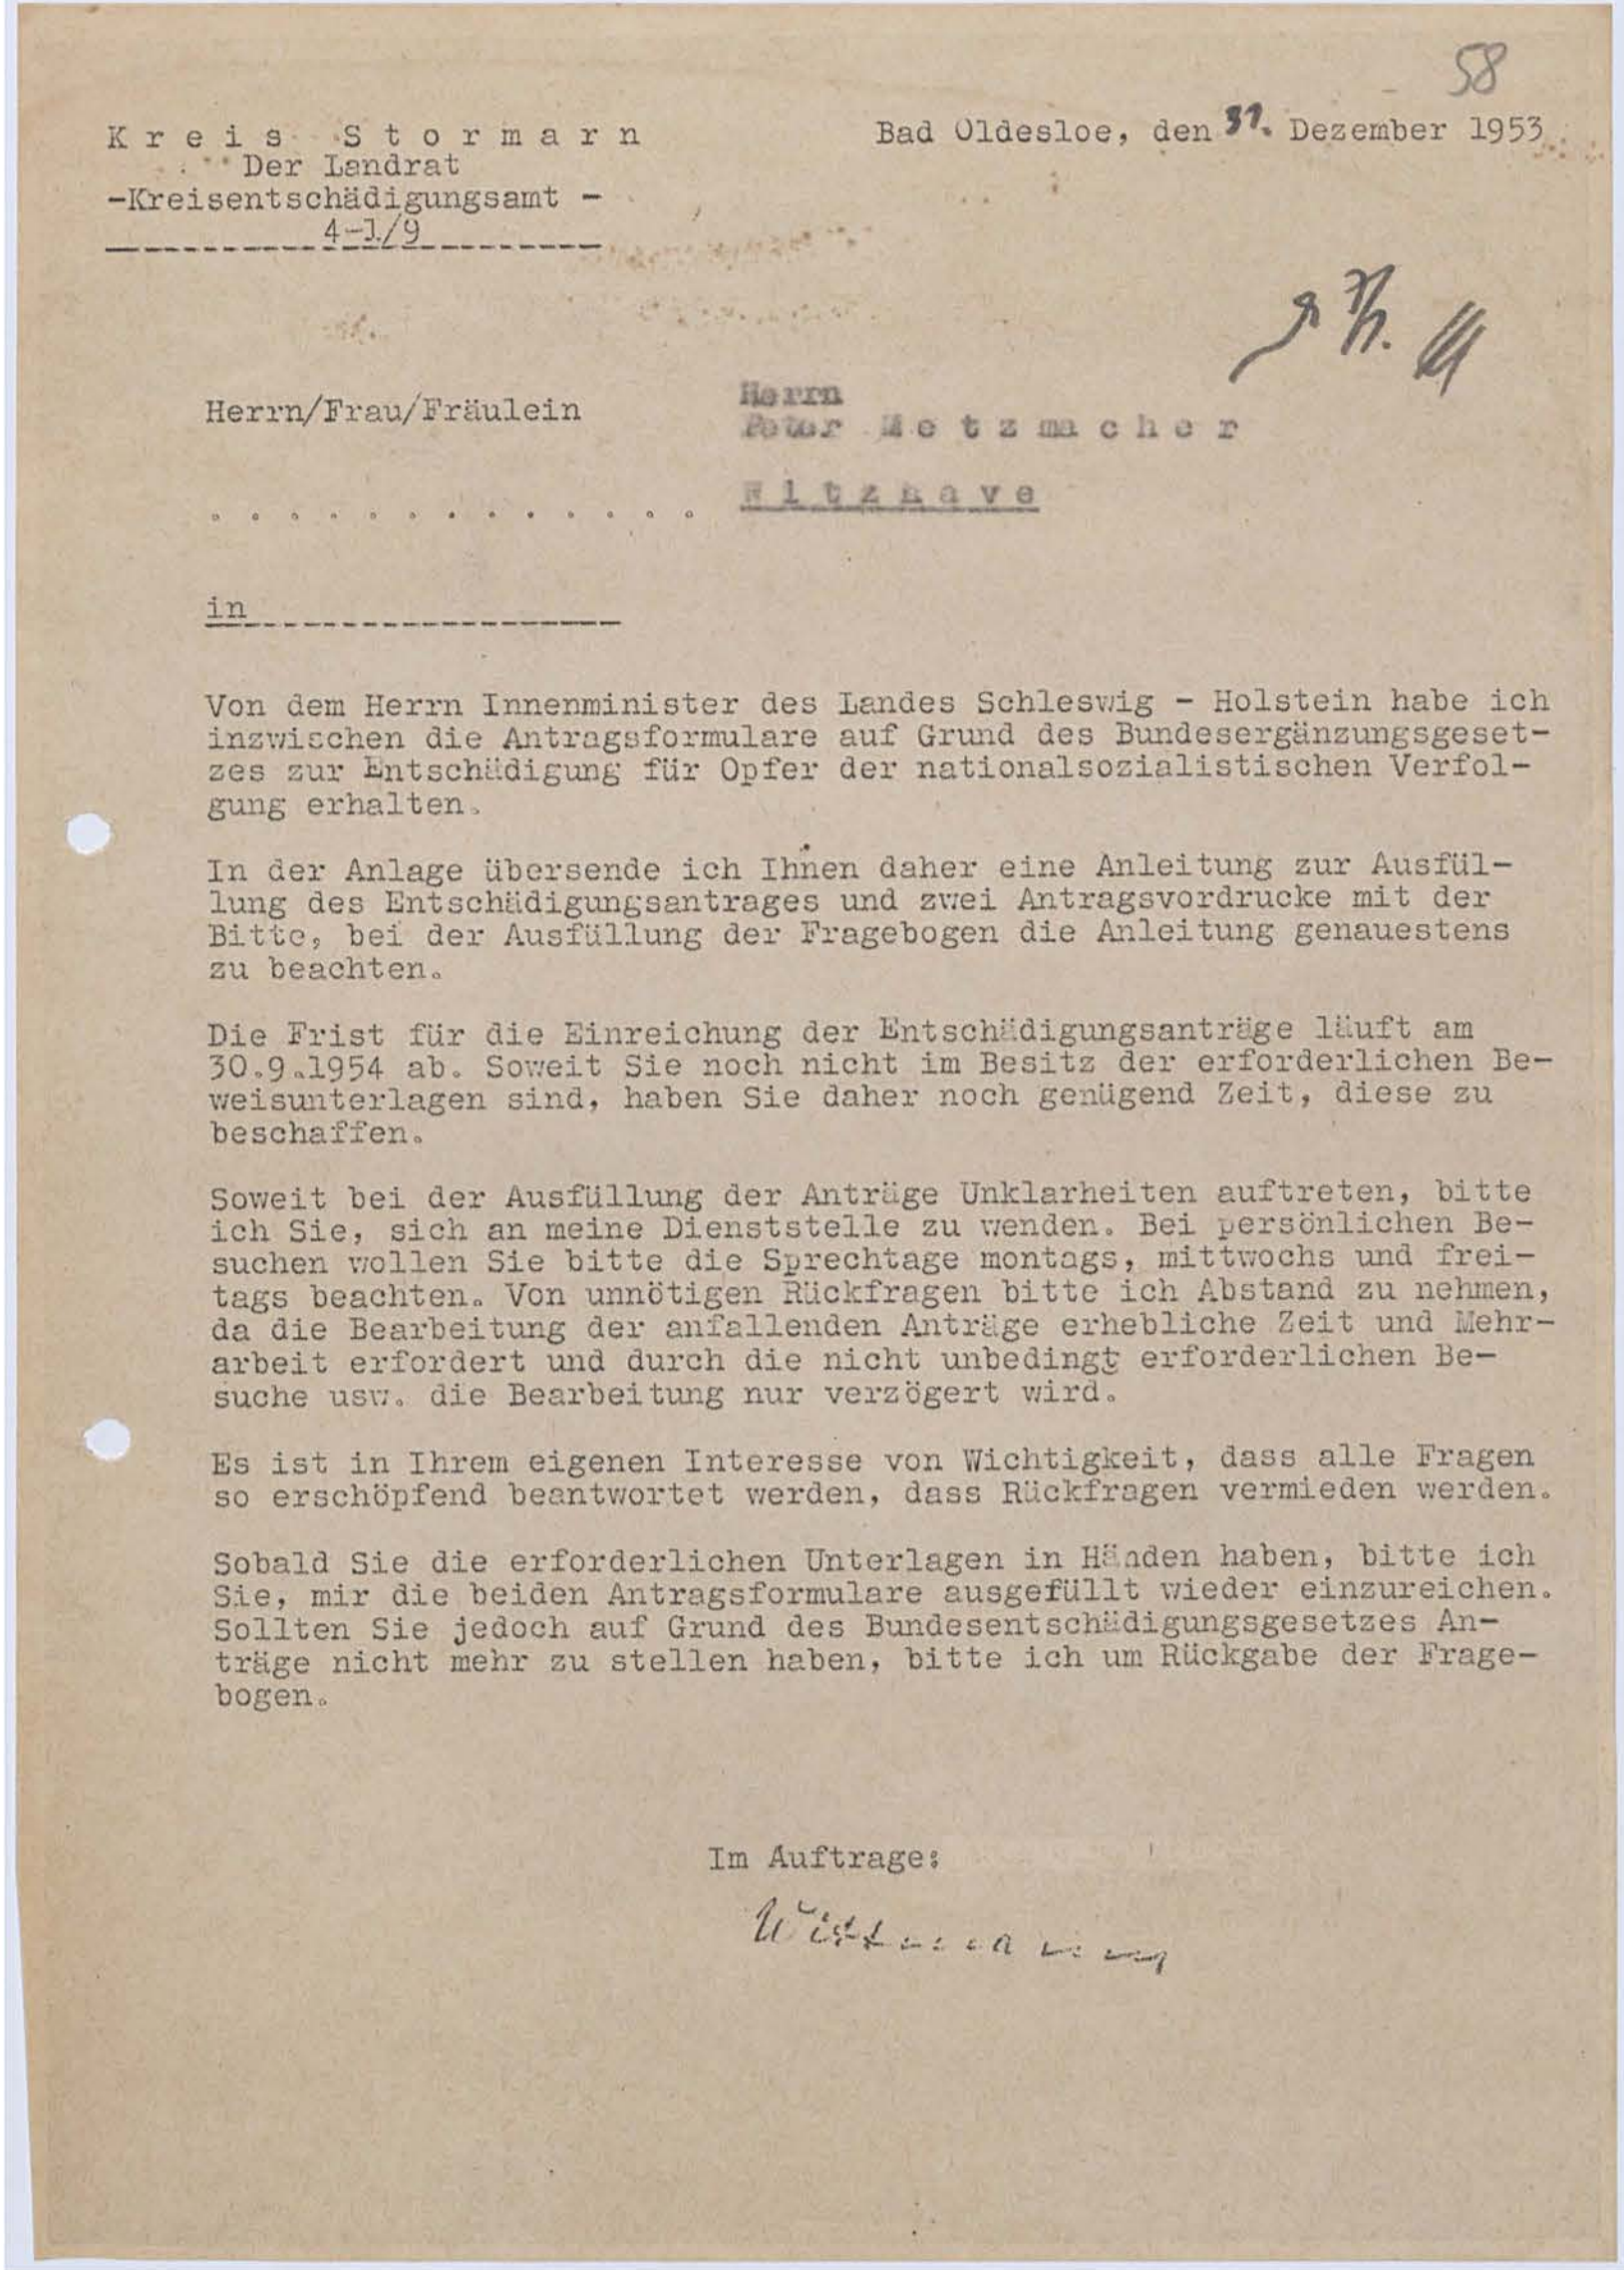 58
Kreis Stormarn
Der Landrat
-Kreisentschädigungsamt -
4-1/9
Bad Oldesloe, den 31. Dezember 1953
Herrn/Frau/Fräulein
Herrn
Peter Metzmacher
Witzhave
. . . . . . . . . . . . .
in
Von dem Herrn Innenminister des Landes Schleswig - Holstein habe ich
inzwischen die Antragsformulare auf Grund des Bundesergänzungsgeset-
zes zur Entschädigung für Opfer der nationalsozialistischen Verfol-
gung erhalten.
In der Anlage übersende ich Ihnen daher eine Anleitung zur Ausfül-
lung des Entschädigungsantrages und zwei Antragsvordrucke mit der
Bitte, bei der Ausfüllung der Fragebogen die Anleitung genauestens
zu beachten.
Die Frist für die Einreichung der Entschädigungsanträge läuft am
30.9.1954 ab. Soweit Sie noch nicht im Besitz der erforderlichen Be-
weisunterlagen sind, haben Sie daher noch genügend Zeit, diese zu
beschaffen.
Soweit bei der Ausfüllung der Anträge Unklarheiten auftreten, bitte
ich Sie, sich an meine Dienststelle zu wenden. Bei persönlichen Be-
suchen wollen Sie bitte die Sprechtage montags, mittwochs und frei-
tags beachten. Von unnötigen Rückfragen bitte ich Abstand zu nehmen,
da die Bearbeitung der anfallenden Anträge erhebliche Zeit und Mehr-
arbeit erfordert und durch die nicht unbedingt erforderlichen Be-
suche usw. die Bearbeitung nur verzögert wird.
Es ist in Ihrem eigenen Interesse von Wichtigkeit, dass alle Fragen
so erschöpfend beantwortet werden, dass Rückfragen vermieden werden.
Sobald Sie die erforderlichen Unterlagen in Händen haben, bitte ich
Sie, mir die beiden Antragsformulare ausgefüllt wieder einzureichen.
Sollten Sie jedoch auf Grund des Bundesentschädigungsgesetzes An-
träge nicht mehr zu stellen haben, bitte ich um Rückgabe der Frage-
bogen.
Im Auftrage: